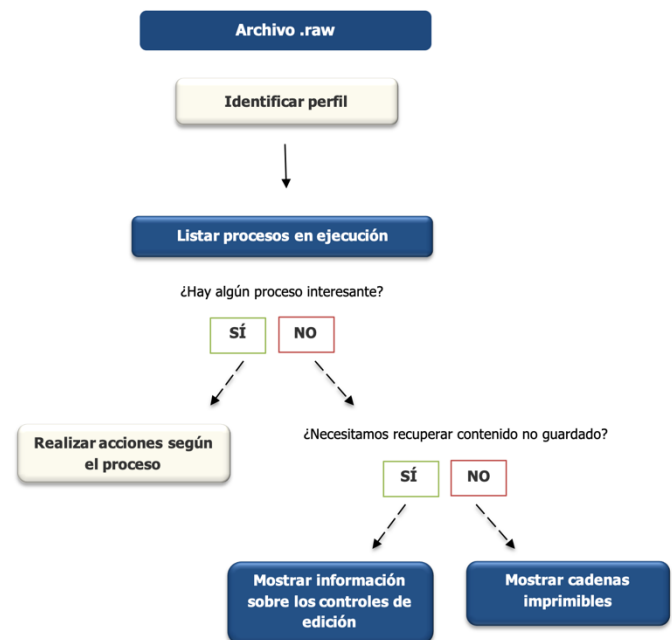 Archivo .raw
Identificar perfil
Listar procesos en ejecución
¿Hay algún proceso interesante?
SÍ
NO
Realizar acciones según
el proceso
¿Necesitamos recuperar contenido no guardado?
SÍ
NO
Mostrar información
sobre los controles de
edición
Mostrar cadenas
imprimibles